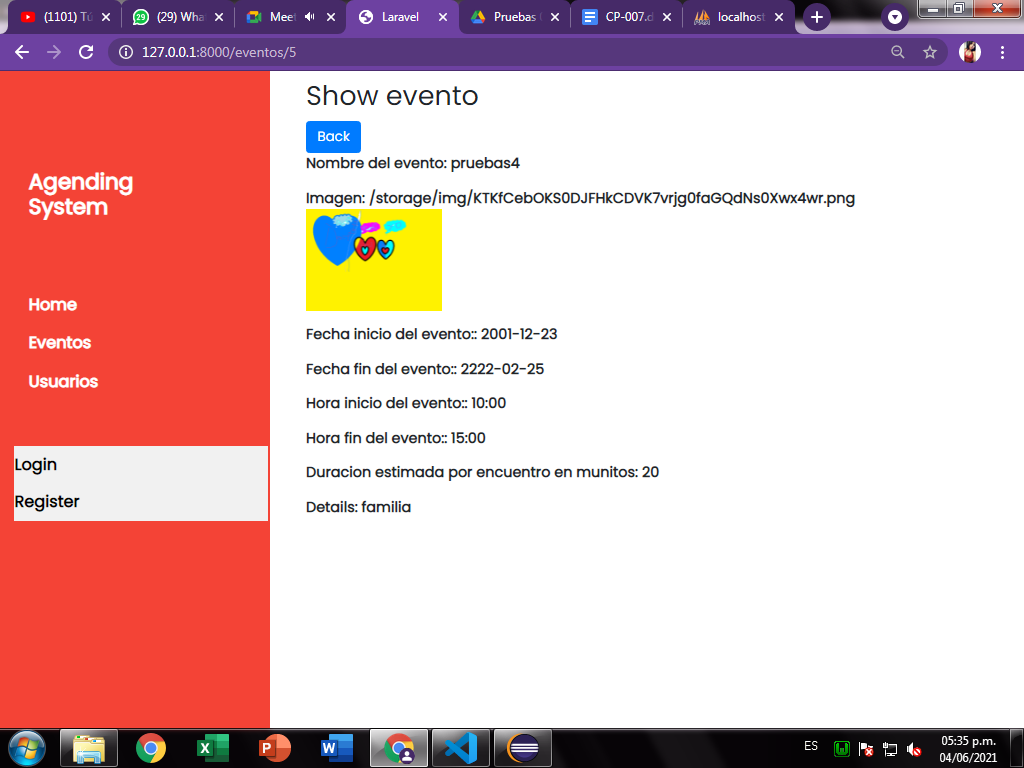 (1101) Tú
(29) What
Meet
Laravel
Pruebas
CP-007.d
localhost
127.0.0.1:8000/eventos/5
Agending
System
Home
Eventos
Usuarios
Login
Register
Show evento
Back
Nombre del evento: pruebas4
Imagen: /storage/img/KTKfCebOKS0DJFHkCDVK7vrjg0faGQdNs0Xwx4wr.png
Fecha inicio del evento:: 2001-12-23
Fecha fin del evento:: 2222-02-25
Hora inicio del evento:: 10:00
Hora fin del evento:: 15:00
Duracion estimada por encuentro en munitos: 20
Details: familia
ES
05:35 p.m.
04/06/2021